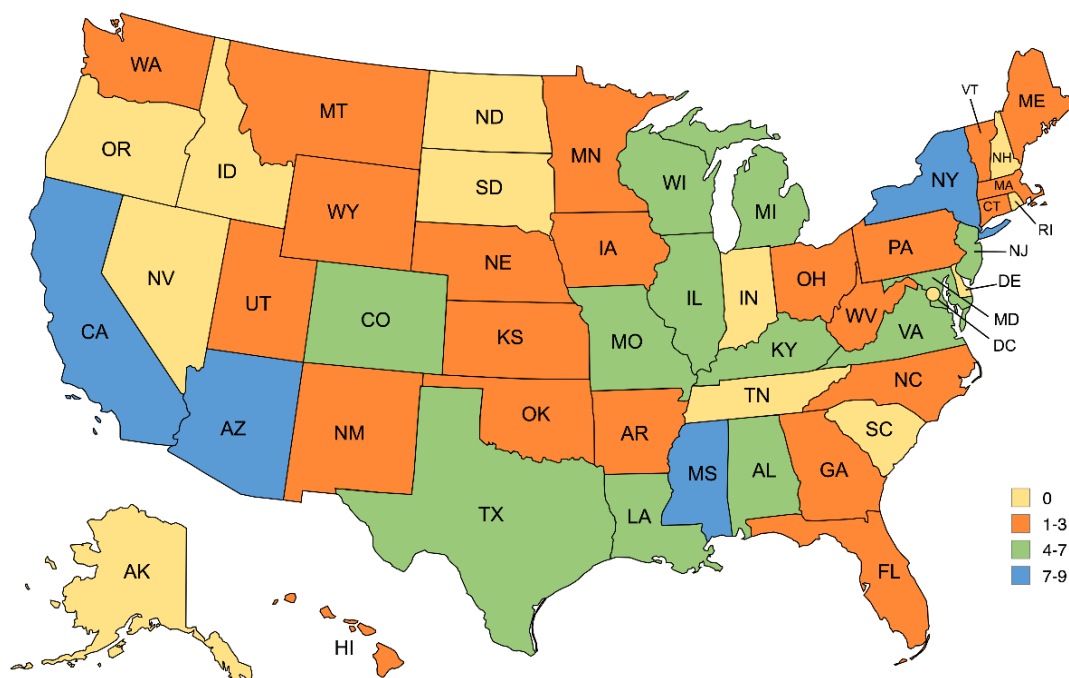 WA
MT
ND
MN
VT
ME
OR
ID
SD
WI
MI
NY
NH
MA
CT
RI
WY
IA
PA
NJ
NV
NE
IL
IN
OH
DE
UT
CO
WV
MD
CA
KS
MO
KY
VA
DC
AZ
NM
OK
AR
TN
NC
SC
MS
AL
GA
TX
LA
FL
AK
HI
0
1-3
4-7
7-9